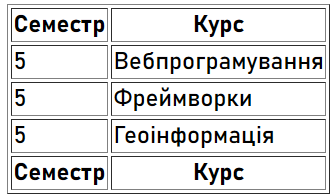 Семестр Курс
5 Вебпрограмування
5 Фреймворки
5 Геоінформація
Семестр Курс